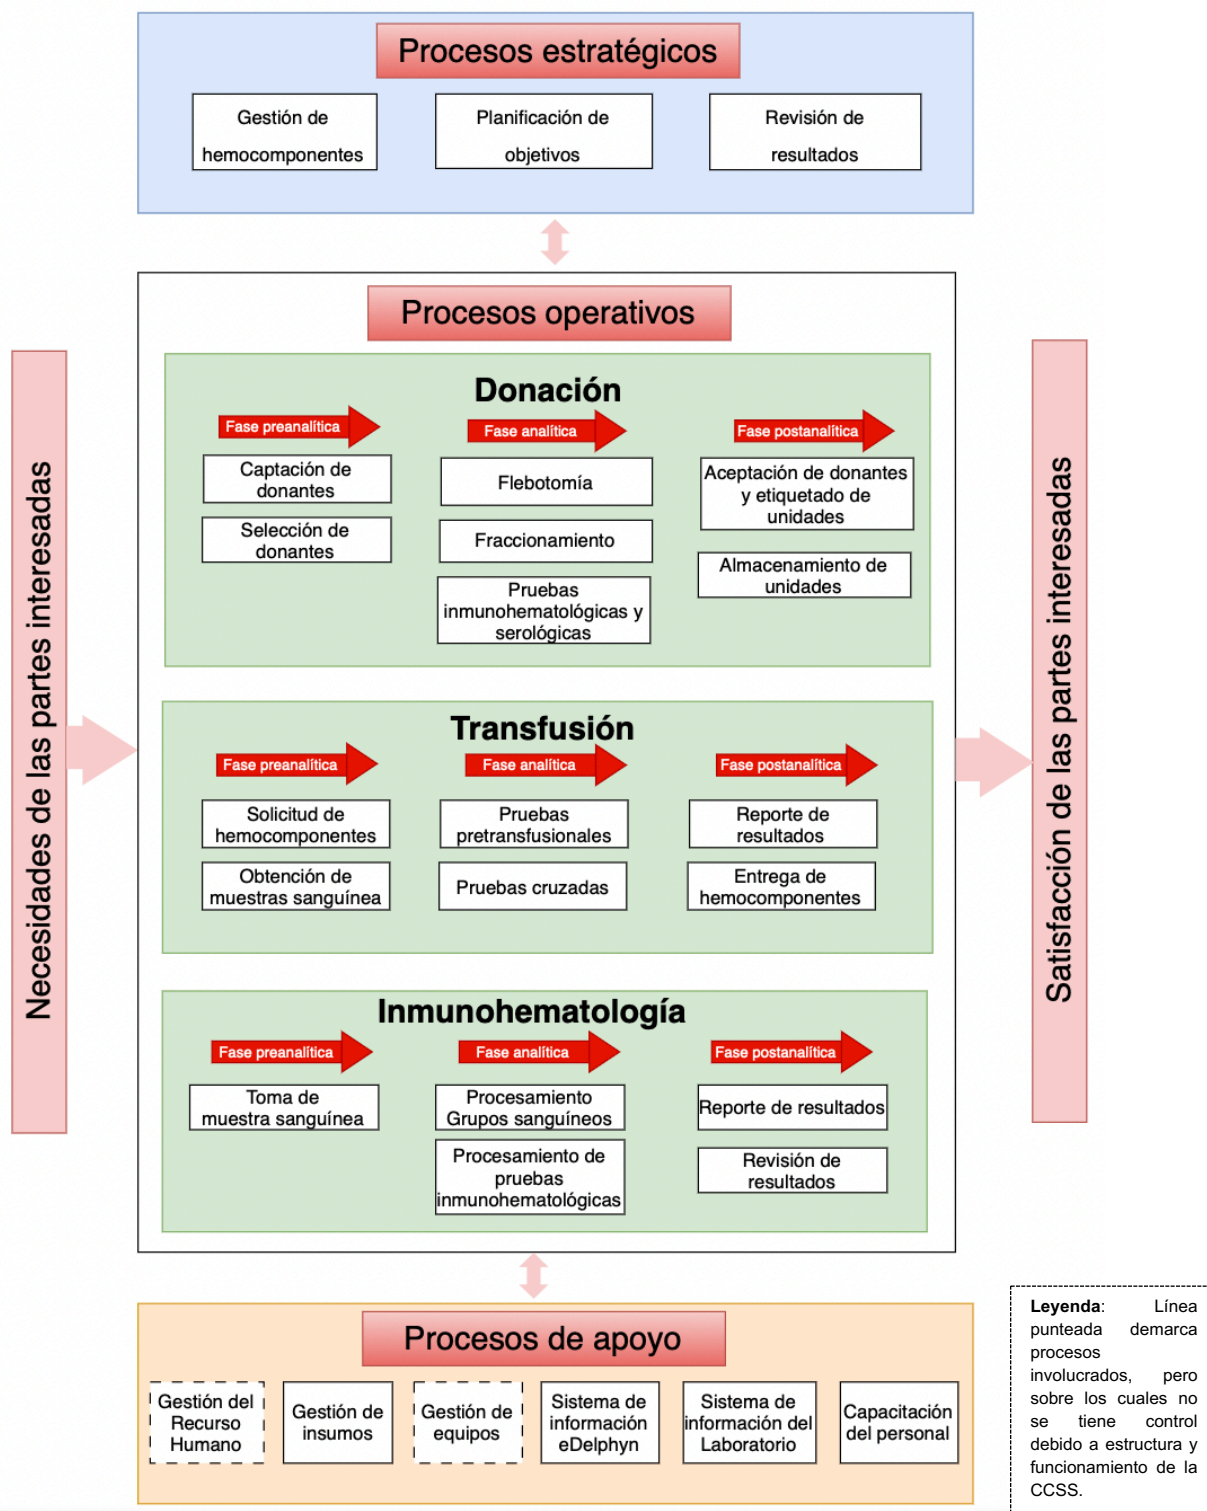 Procesos estratégicos
Gestión de
hemocomponentes
Planificación de
objetivos
Revisión de
resultados
Necesidades de las partes interesadas
Procesos operativos
Donación
Fase preanalítica
Captación de
donantes
Selección de
donantes
Fase analítica
Flebotomía
Fraccionamiento
Pruebas
inmunohematológicas y
serológicas
Fase postanalítica
Aceptación de donantes
y etiquetado de
unidades
Almacenamiento de
unidades
Transfusión
Fase preanalítica
Solicitud de
hemocomponentes
Obtención de
muestras sanguínea
Fase analítica
Pruebas
pretransfusionales
Pruebas cruzadas
Fase postanalítica
Reporte de
resultados
Entrega de
hemocomponentes
Inmunohematología
Fase preanalítica
Toma de
muestra sanguínea
Fase analítica
Procesamiento
Grupos sanguíneos
Procesamiento de
pruebas
inmunohematológicas
Fase postanalítica
Reporte de resultados
Revisión de
resultados
Satisfacción de las partes interesadas
Procesos de apoyo
Gestión del
Recurso
Humano
Gestión de
insumos
Gestión de
equipos
Sistema de
información
eDelphyn
Sistema de
información del
Laboratorio
Capacitación
del personal
Leyenda: Línea
punteada demarca
procesos
involucrados, pero
sobre los cuales no
se tiene control
debido a estructura y
funcionamiento de la
CCSS.